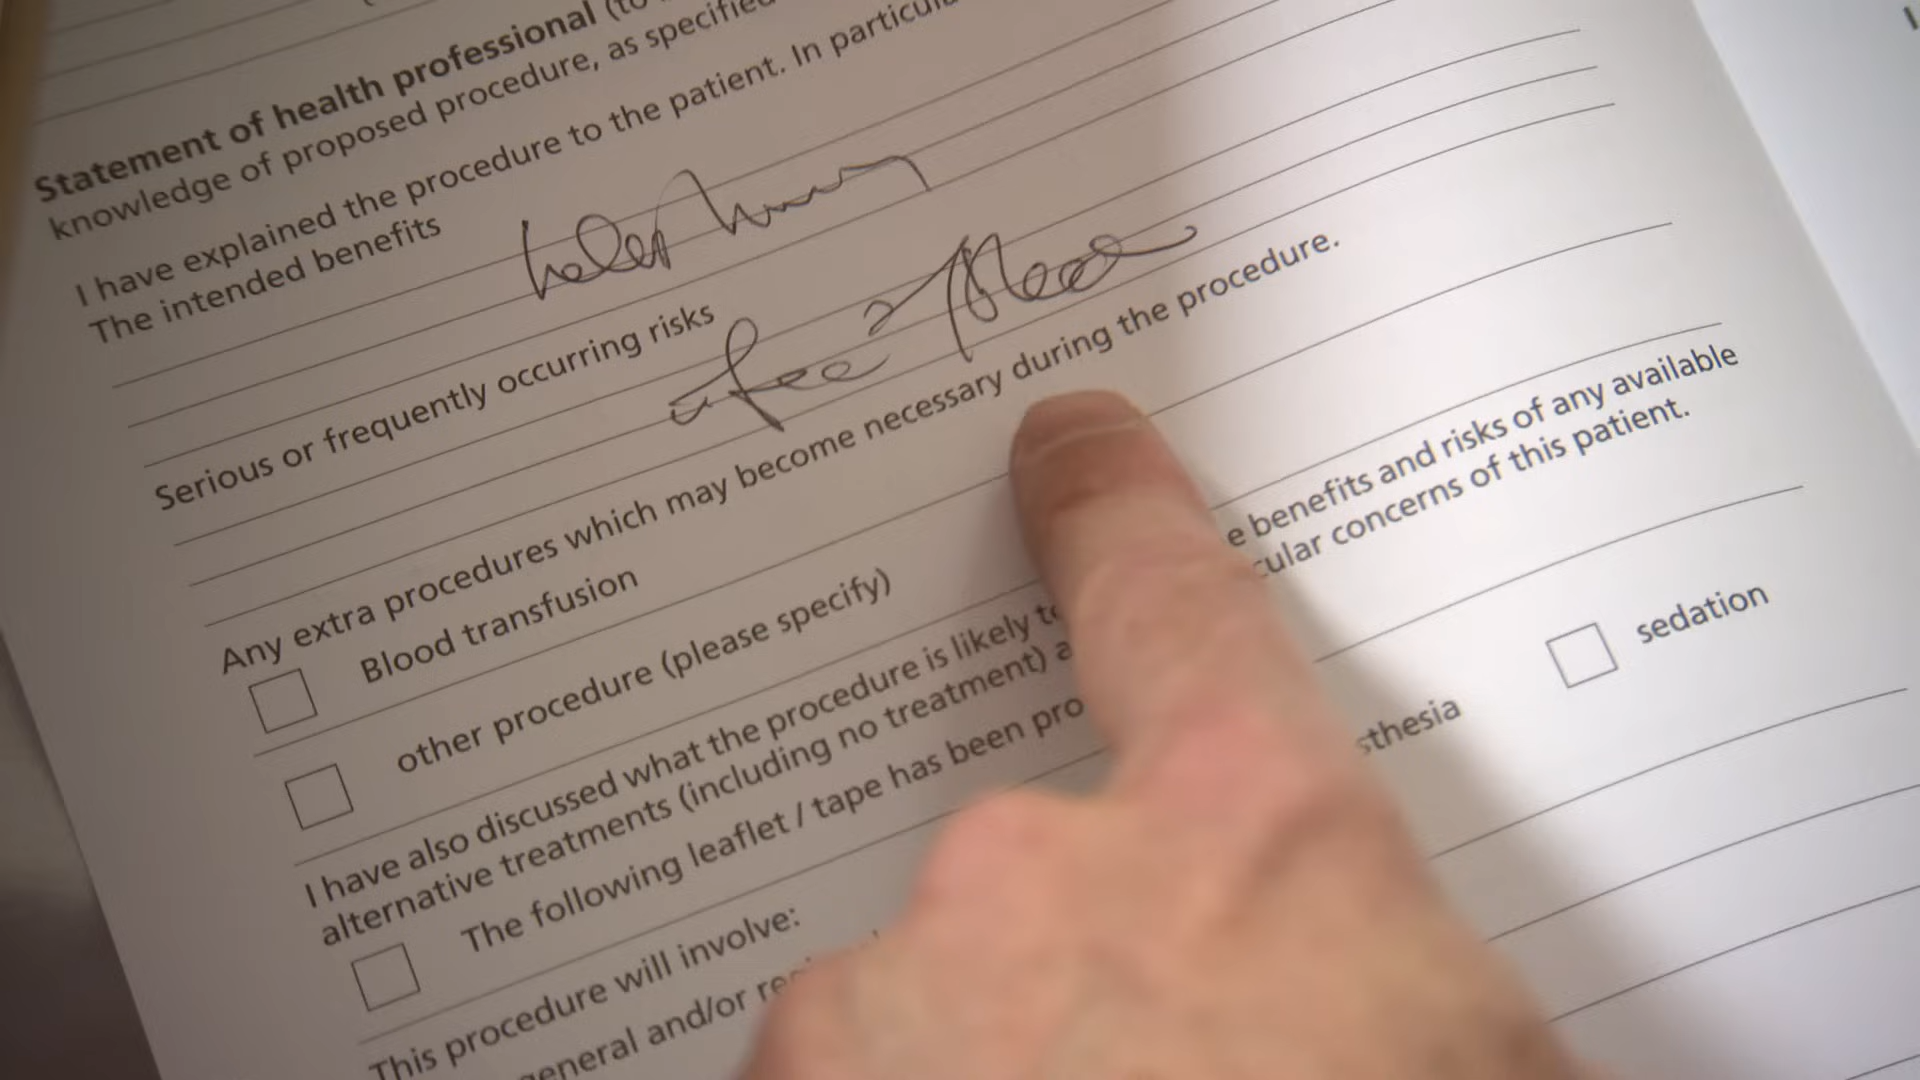 Statement of health professional (to
knowledge of proposed procedure, as specified
I have explained the procedure to the patient. In particula
The intended benefits
Serious or frequently occurring risks
Any extra procedures which may become necessary during the procedure.
Blood transfusion
other procedure (please specify)
I have also discussed what the procedure is likely to e benefits and risks of any available
alternative treatments (including no treatment) a cular concerns of this patient.
The following leaflet / tape has been pro
This procedure will involve:
general and/or re sthesia sedation